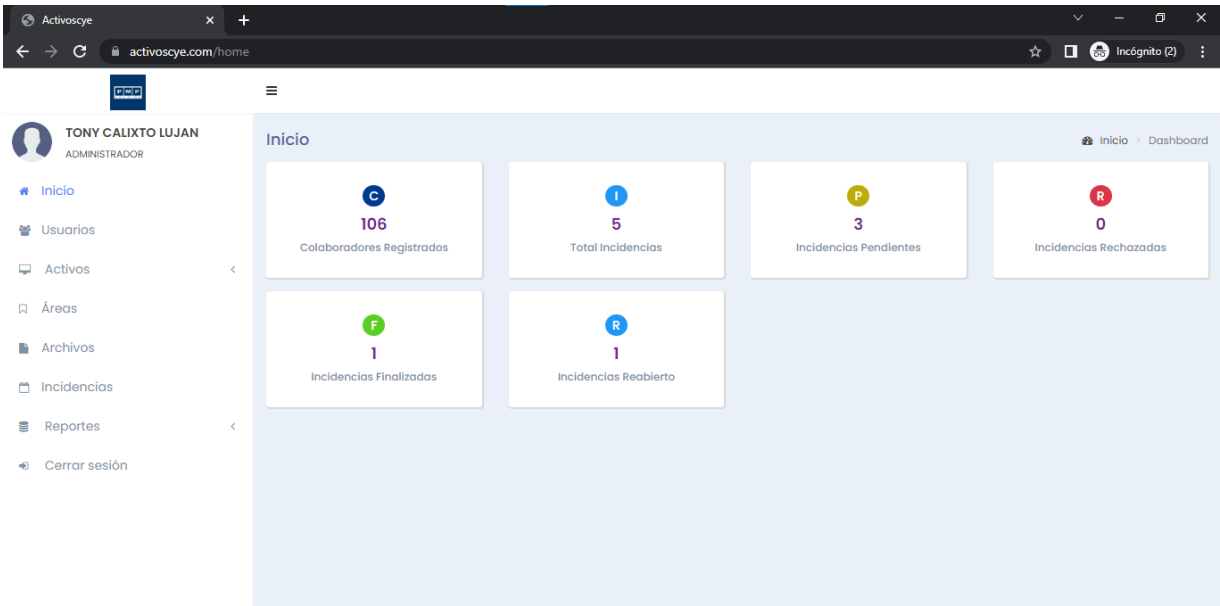 Activoscye
activoscye.com/home
Incógnito (2)
PMP
TONY CALIXTO LUJAN
ADMINISTRADOR
Inicio
Usuarios
Activos
Áreas
Archivos
Incidencias
Reportes
Cerrar sesión
Inicio
Inicio > Dashboard
C
106
Colaboradores Registrados
I
5
Total Incidencias
P
3
Incidencias Pendientes
R
0
Incidencias Rechazadas
F
1
Incidencias Finalizadas
R
1
Incidencias Reabierto